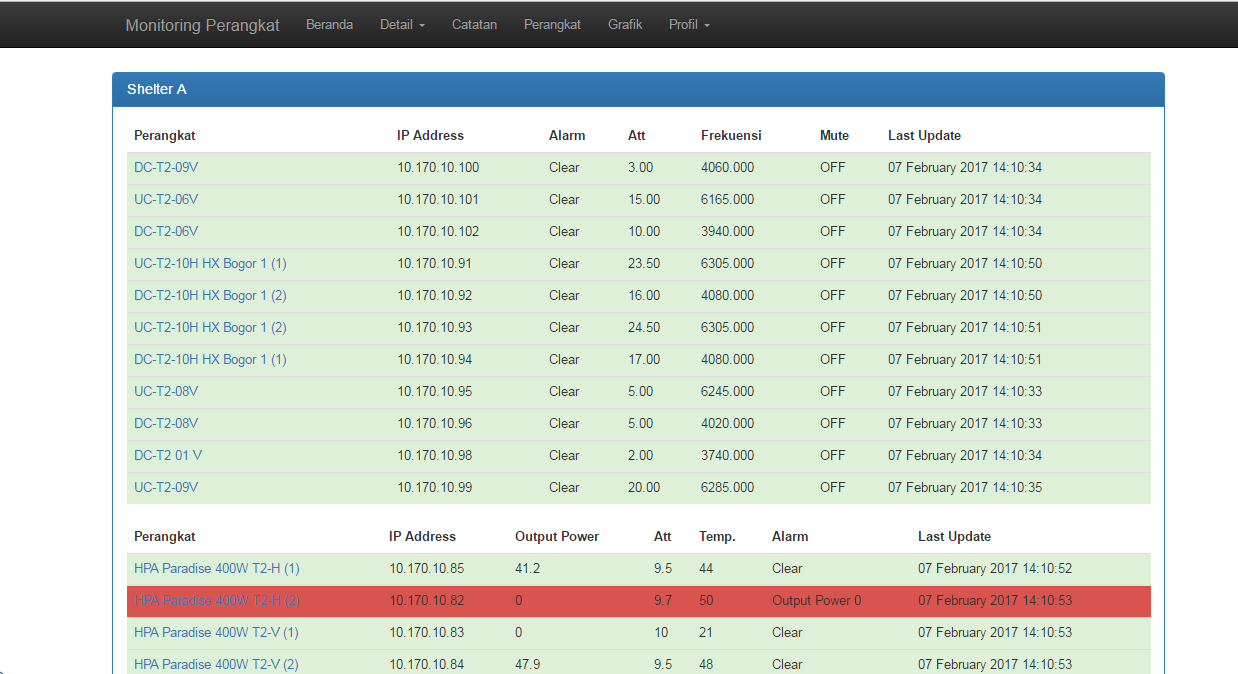 Monitoring Perangkat Beranda Detail Catatan Perangkat Grafik Profil
Shelter A
Perangkat IP Address Alarm Att Frekuensi Mute Last Update
DC-T2-09V 10.170.10.100 Clear 3.00 4060.000 OFF 07 February 2017 14:10:34
UC-T2-06V 10.170.10.101 Clear 15.00 6165.000 OFF 07 February 2017 14:10:34
DC-T2-06V 10.170.10.102 Clear 10.00 3940.000 OFF 07 February 2017 14:10:34
UC-T2-10H HX Bogor 1 (1) 10.170.10.91 Clear 23.50 6305.000 OFF 07 February 2017 14:10:50
DC-T2-10H HX Bogor 1 (2) 10.170.10.92 Clear 16.00 4080.000 OFF 07 February 2017 14:10:50
UC-T2-10H HX Bogor 1 (2) 10.170.10.93 Clear 24.50 6305.000 OFF 07 February 2017 14:10:51
DC-T2-10H HX Bogor 1 (1) 10.170.10.94 Clear 17.00 4080.000 OFF 07 February 2017 14:10:51
UC-T2-08V 10.170.10.95 Clear 5.00 6245.000 OFF 07 February 2017 14:10:33
DC-T2-08V 10.170.10.96 Clear 5.00 4020.000 OFF 07 February 2017 14:10:33
DC-T2 01 V 10.170.10.98 Clear 2.00 3740.000 OFF 07 February 2017 14:10:34
UC-T2-09V 10.170.10.99 Clear 20.00 6285.000 OFF 07 February 2017 14:10:35
Perangkat IP Address Output Power Att Temp. Alarm Last Update
HPA Paradise 400W T2-H (1) 10.170.10.85 41.2 9.5 44 Clear 07 February 2017 14:10:52
HPA Paradise 400W T2-H (2) 10.170.10.82 0 9.7 50 Output Power 0 07 February 2017 14:10:53
HPA Paradise 400W T2-V (1) 10.170.10.83 0 10 21 Clear 07 February 2017 14:10:53
HPA Paradise 400W T2-V (2) 10.170.10.84 47.9 9.5 48 Clear 07 February 2017 14:10:53